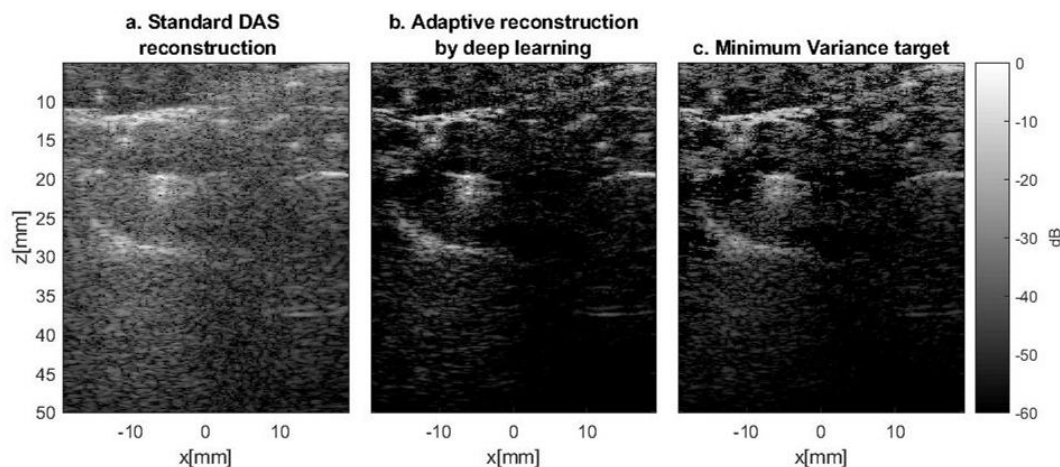 a. Standard DAS
reconstruction
b. Adaptive reconstruction
by deep learning
c. Minimum Variance target
z[mm]
10
15
20
25
30
35
40
45
50
-10
0
10
x[mm]
-10
0
10
x[mm]
-10
0
10
x[mm]
0
-10
-20
-30
-40
-50
-60
dB